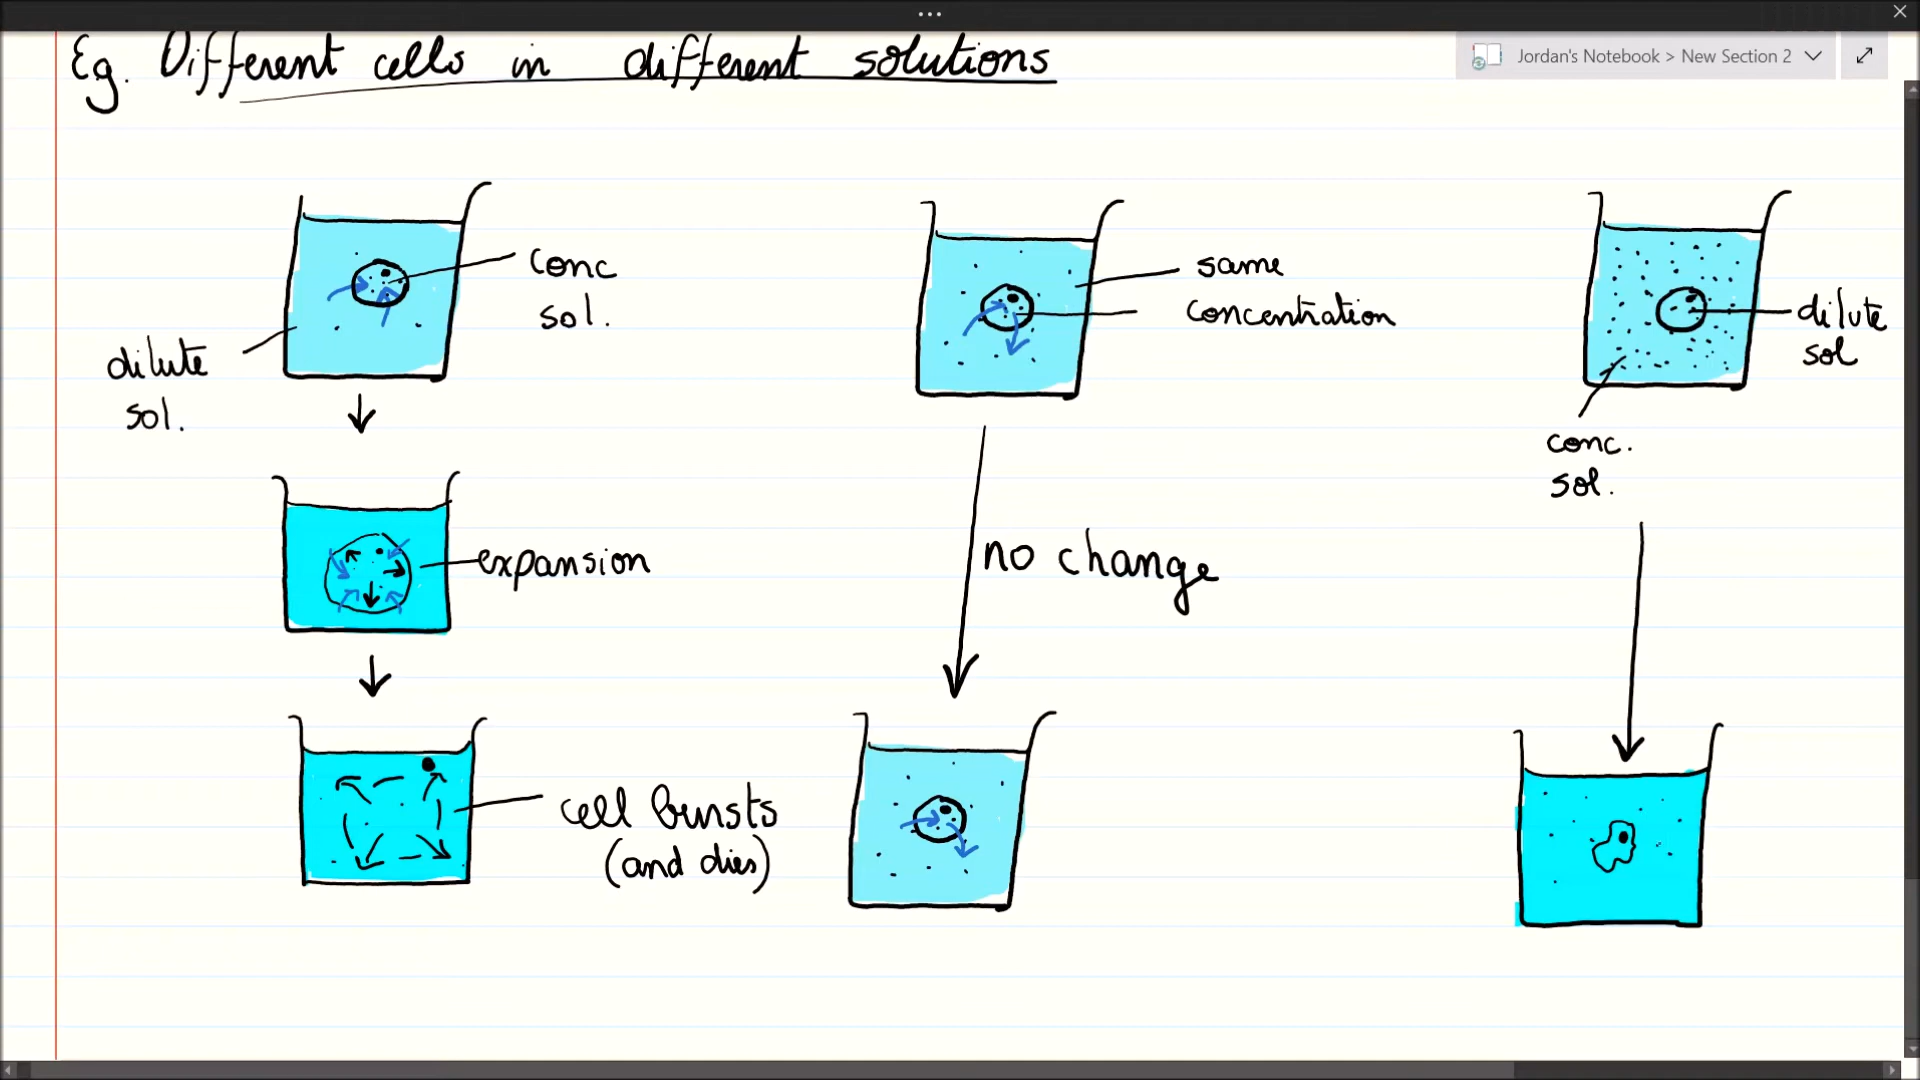 Eg. Different cells in different solutions
Jordan's Notebook > New Section 2
conc
sol.
dilute
sol.
same
concentration
dilute
sol
conc.
sol.
expansion
no change
cell bursts
(and dies)